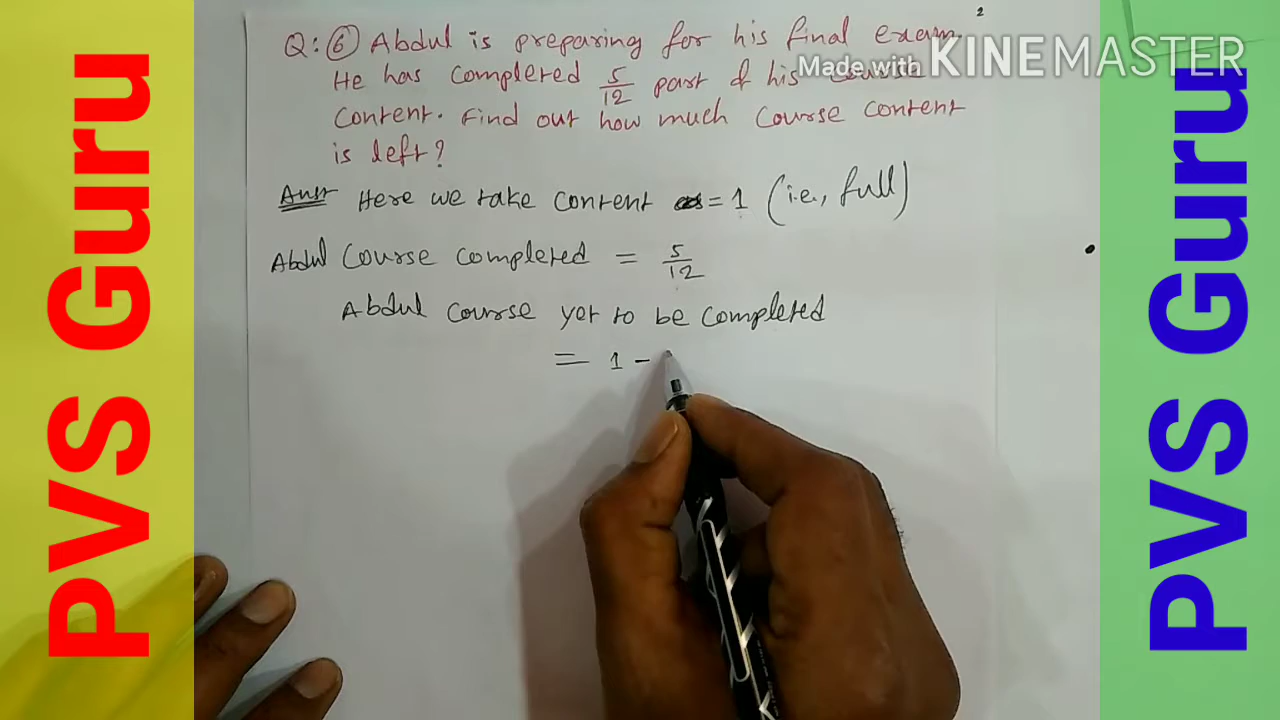 PVS Guru
2
Q: 6 Abdul is preparing for his final exam.
He has completed 5/12 part of his course
content. Find out how much course content
is left?
Made with KINEMASTER
Ans Here we take content = 1 (i.e., full)
Abdul course completed = 5/12
Abdul course yet to be completed
= 1 -
PVS Guru